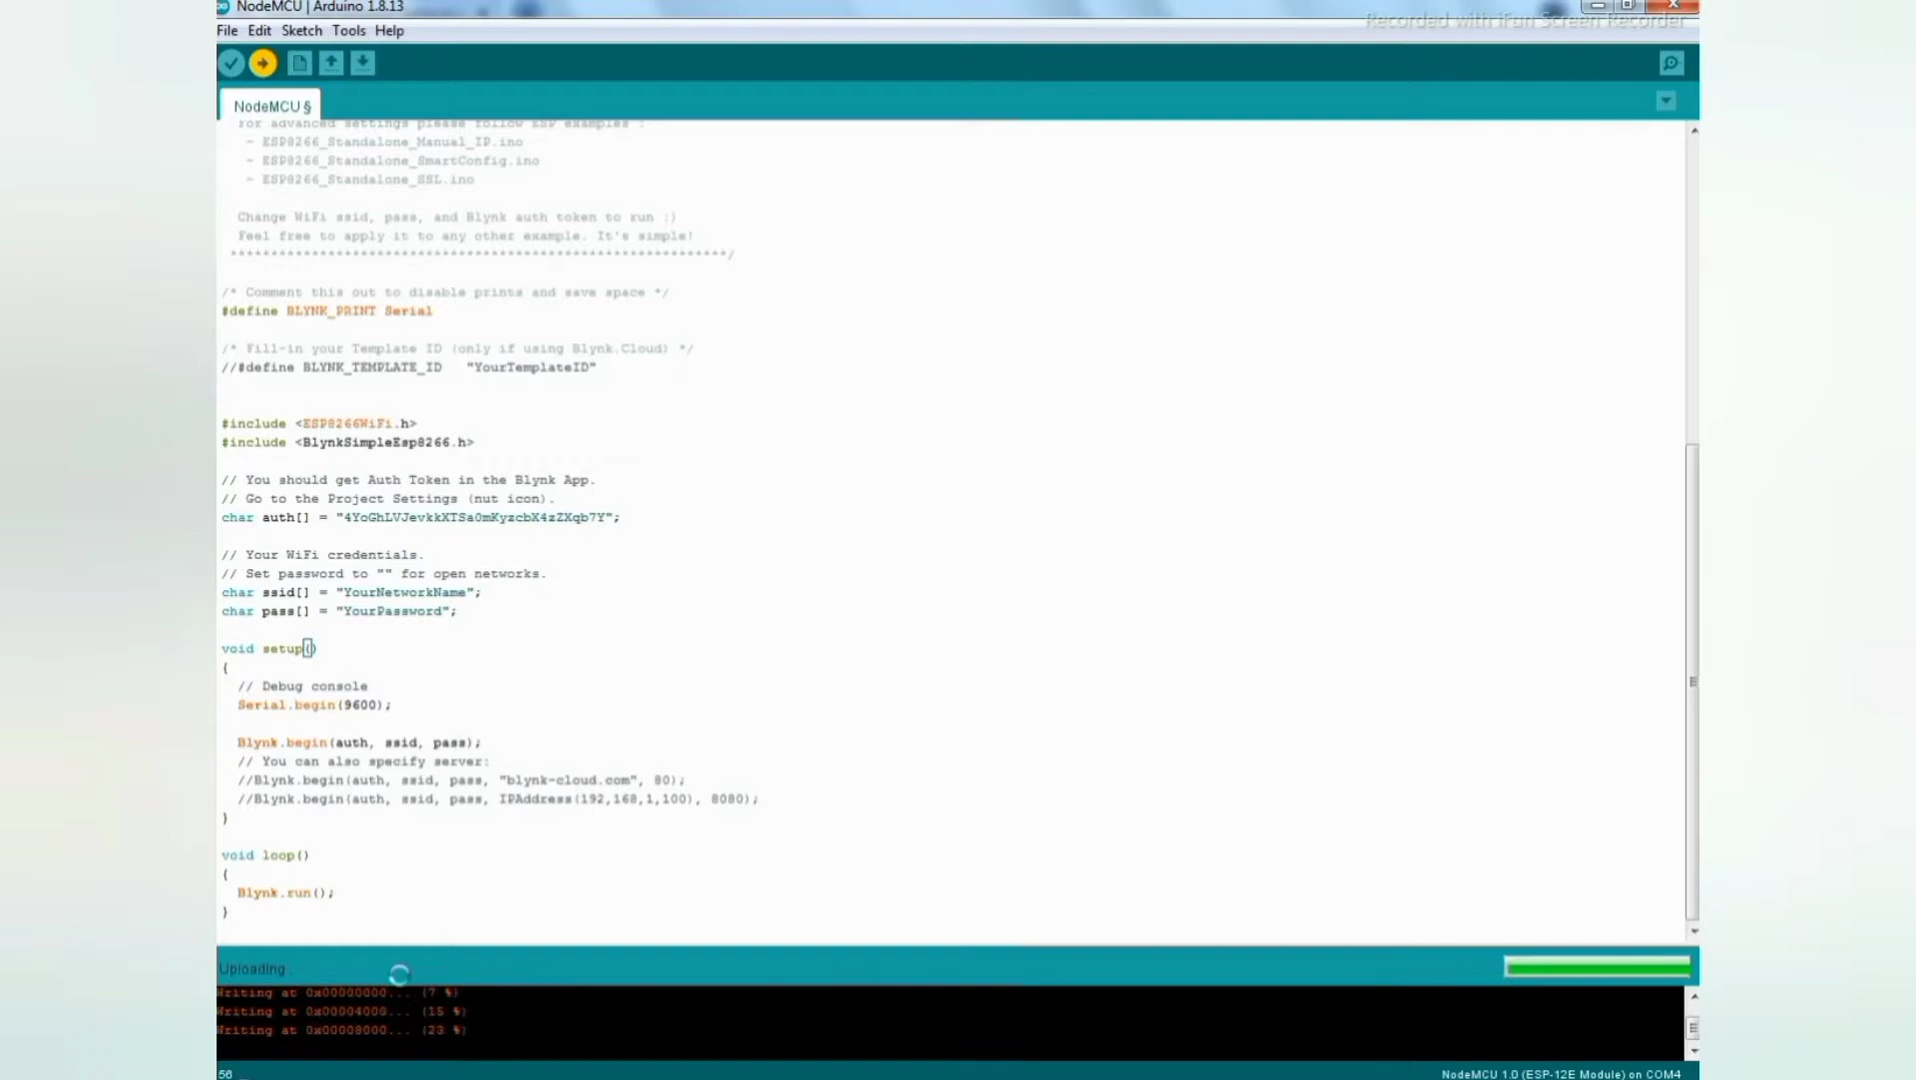 NodeMCU | Arduino 1.8.13
Recorded with iFun Screen Recorder
File Edit Sketch Tools Help
NodeMCU §
For advanced settings please follow ESP examples :
- ESP8266_Standalone_Manual_IP.ino
- ESP8266_Standalone_SmartConfig.ino
- ESP8266_Standalone_SSL.ino
Change WiFi ssid, pass, and Blynk auth token to run :)
Feel free to apply it to any other example. It's simple!
*************************************************************/
/* Comment this out to disable prints and save space */
#define BLYNK_PRINT Serial
/* Fill-in your Template ID (only if using Blynk.Cloud) */
//#define BLYNK_TEMPLATE_ID   "YourTemplateID"
#include <ESP8266WiFi.h>
#include <BlynkSimpleEsp8266.h>
// You should get Auth Token in the Blynk App.
// Go to the Project Settings (nut icon).
char auth[] = "4YoGhLVJevkkXTSa0mKyzcbX4zZXqb7Y";
// Your WiFi credentials.
// Set password to "" for open networks.
char ssid[] = "YourNetworkName";
char pass[] = "YourPassword";
void setup()
{
// Debug console
Serial.begin(9600);
Blynk.begin(auth, ssid, pass);
// You can also specify server:
//Blynk.begin(auth, ssid, pass, "blynk-cloud.com", 80);
//Blynk.begin(auth, ssid, pass, IPAddress(192,168,1,100), 8080);
}
void loop()
{
Blynk.run();
}
Uploading...
Writing at 0x00000000... (7 %)
Writing at 0x00004000... (15 %)
Writing at 0x00008000... (23 %)
56
NodeMCU 1.0 (ESP-12E Module) on COM4